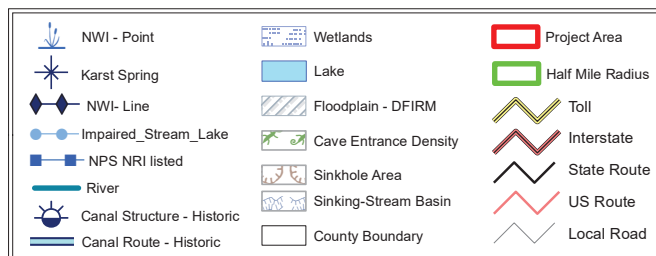 NWI - Point
Karst Spring
NWI- Line
Impaired_Stream_Lake
NPS NRI listed
River
Canal Structure - Historic
Canal Route - Historic
Wetlands
Lake
Floodplain - DFIRM
Cave Entrance Density
Sinkhole Area
Sinking-Stream Basin
County Boundary
Project Area
Half Mile Radius
Toll
Interstate
State Route
US Route
Local Road